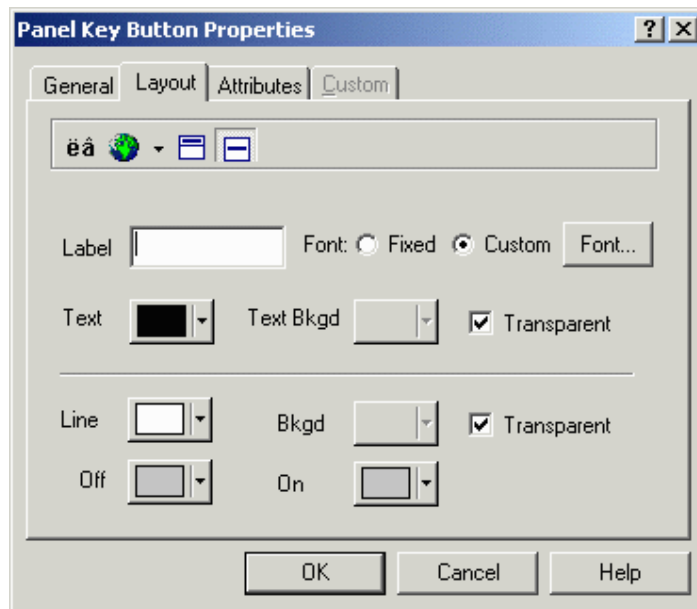 Panel Key Button Properties
General Layout Attributes Custom
ëâ
Label Font: Fixed Custom Font...
Text Text Bkgd Transparent
Line Bkgd Transparent
Off On
OK Cancel Help